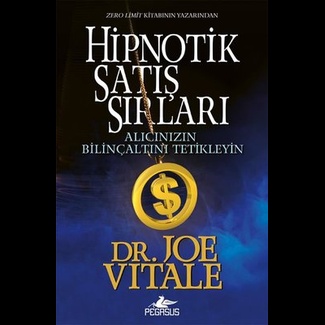 ZERO LIMIT KİTABININ YAZARINDAN
HİPNOTİK
SATIŞ
SIRLARI
ALICINIZIN
BİLİNÇALTINI TETİKLEYİN
$
DR. JOE
VITALE
PEGASUS